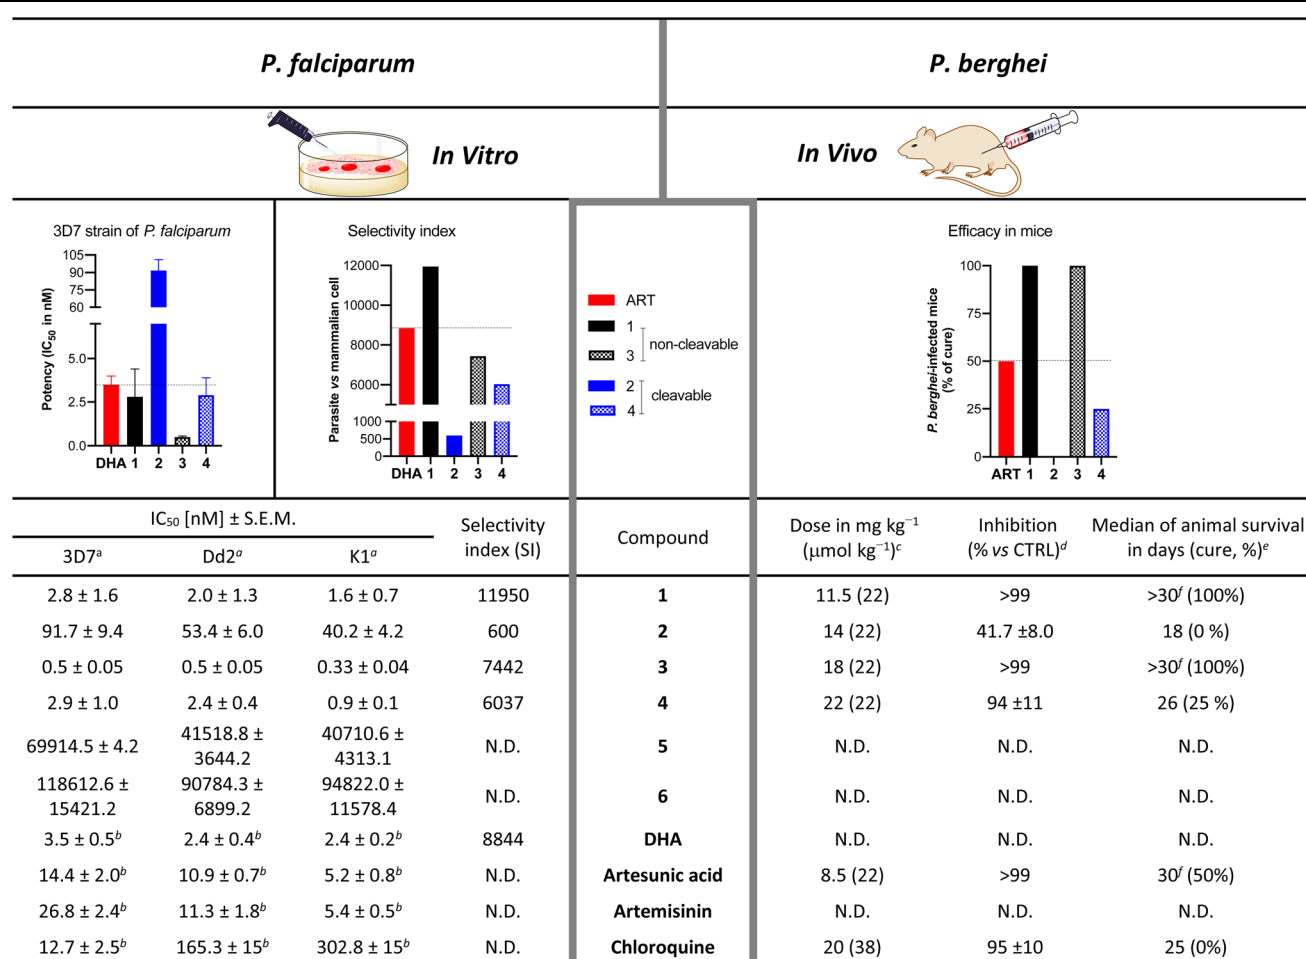 P. falciparum
P. berghei
In Vitro
In Vivo
3D7 strain of P. falciparum
Potency (IC50 in nM)
105
90
75
60
5.0
2.5
0.0
DHA 1 2 3 4
Selectivity index
Parasite vs mammalian cell
12000
10000
8000
6000
1000
500
0
DHA 1 2 3 4
ART
1
3
non-cleavable
2
4
cleavable
Efficacy in mice
P. berghei-infected mice
(% of cure)
100
75
50
25
0
ART 1 2 3 4
IC50 [nM] ± S.E.M.
3D7a Dd2a K1a
Selectivity
index (SI)
Compound
Dose in mg kg−1
(μmol kg−1)c
Inhibition
(% vs CTRL)d
Median of animal survival
in days (cure, %)e
2.8 ± 1.6 2.0 ± 1.3 1.6 ± 0.7 11950 1 11.5 (22) >99 >30f (100%)
91.7 ± 9.4 53.4 ± 6.0 40.2 ± 4.2 600 2 14 (22) 41.7 ±8.0 18 (0 %)
0.5 ± 0.05 0.5 ± 0.05 0.33 ± 0.04 7442 3 18 (22) >99 >30f (100%)
2.9 ± 1.0 2.4 ± 0.4 0.9 ± 0.1 6037 4 22 (22) 94 ±11 26 (25 %)
69914.5 ± 4.2 41518.8 ± 40710.6 ± N.D. 5 N.D. N.D. N.D.
3644.2 4313.1
118612.6 ± 90784.3 ± 94822.0 ± N.D. 6 N.D. N.D. N.D.
15421.2 6899.2 11578.4
3.5 ± 0.5b 2.4 ± 0.4b 2.4 ± 0.2b 8844 DHA N.D. N.D. N.D.
14.4 ± 2.0b 10.9 ± 0.7b 5.2 ± 0.8b N.D. Artesunic acid 8.5 (22) >99 30f (50%)
26.8 ± 2.4b 11.3 ± 1.8b 5.4 ± 0.5b N.D. Artemisinin N.D. N.D. N.D.
12.7 ± 2.5b 165.3 ± 15b 302.8 ± 15b N.D. Chloroquine 20 (38) 95 ±10 25 (0%)